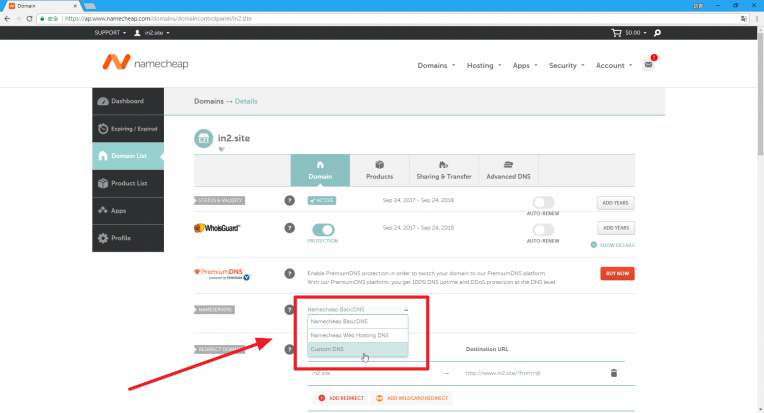 Domain
安全 https://ap.www.namecheap.com/domains/domaincontrolpanel/in2.site
SUPPORT in2.site $0.00
namecheap Domains Hosting Apps Security Account
Dashboard
Expiring / Expired
Domain List
Product List
Apps
Profile
Domains → Details
in2.site
Domain Products Sharing & Transfer Advanced DNS
STATUS & VALIDITY ? ACTIVE Sep 24, 2017 - Sep 24, 2018 AUTO-RENEW ADD YEARS
WhoisGuard ? PROTECTION Sep 24, 2017 - Sep 24, 2018 AUTO-RENEW ADD YEARS
SHOW DETAILS
PremiumDNS ? Enable PremiumDNS protection in order to switch your domain to our PremiumDNS platform. BUY NOW
With our PremiumDNS platform, you get 100% DNS uptime and DDoS protection at the DNS level.
NAMESERVERS ? Namecheap BasicDNS
Namecheap BasicDNS
Namecheap Web Hosting DNS
Custom DNS
REDIRECT DOMAIN ? Destination URL
in2.site → http://www.in2.site/?from=@
ADD REDIRECT ADD WILDCARD REDIRECT